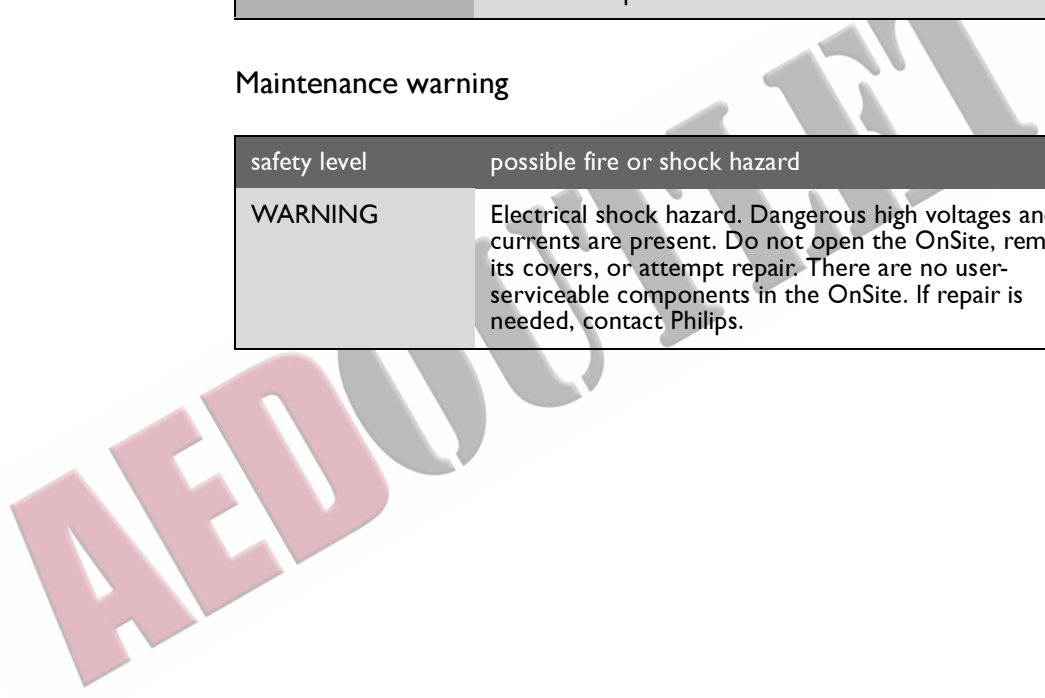 Maintenance warning
safety level possible fire or shock hazard
WARNING Electrical shock hazard. Dangerous high voltages
currents are present. Do not open the OnSite,
its covers, or attempt repair. There are no user-
serviceable components in the OnSite. If repair is
needed, contact Philips.
AEDOUTLET